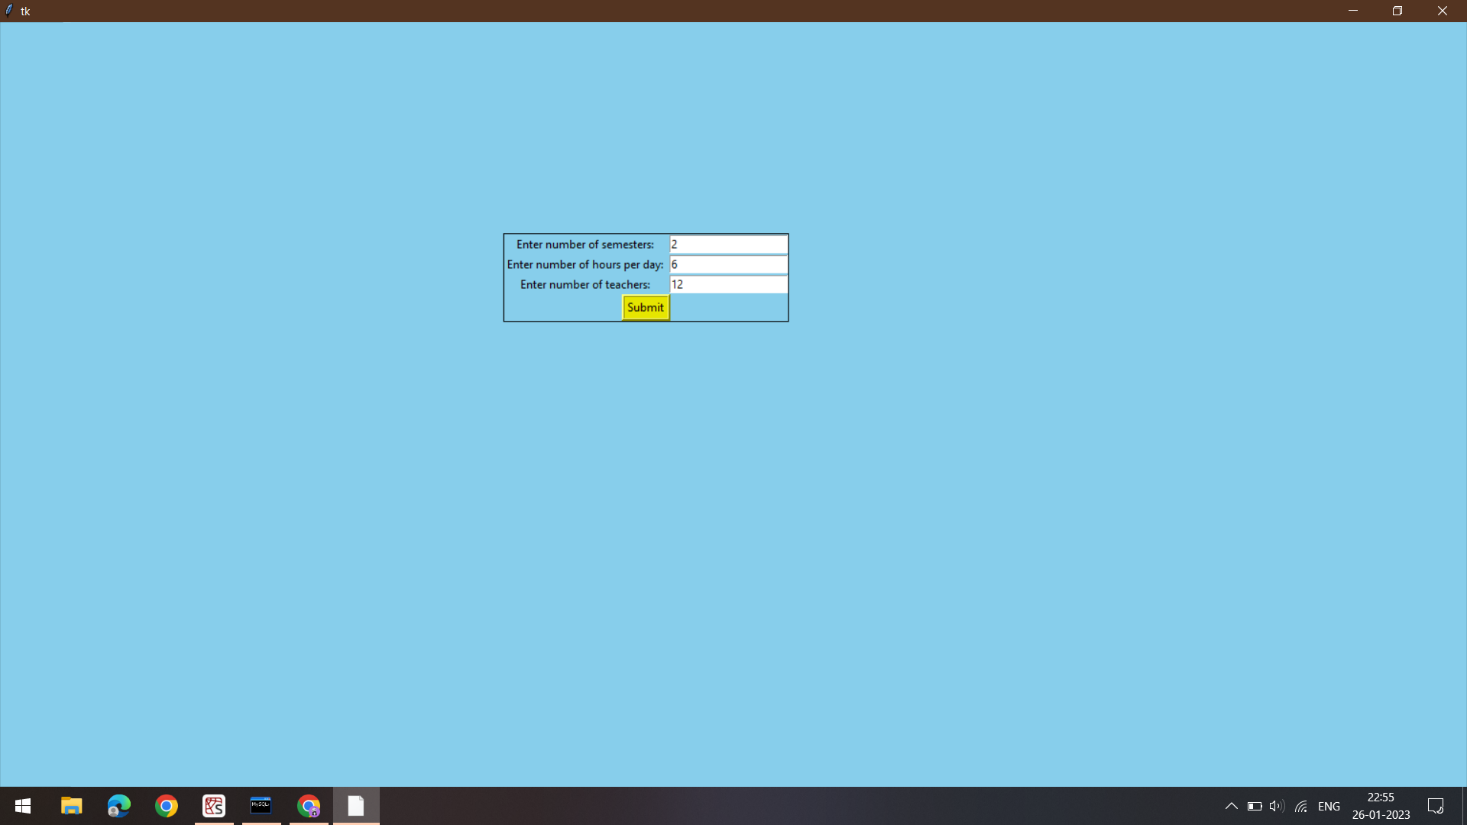 tk
Enter number of semesters: 2
Enter number of hours per day: 6
Enter number of teachers: 12
Submit
MySQL
ENG
22:55
26-01-2023